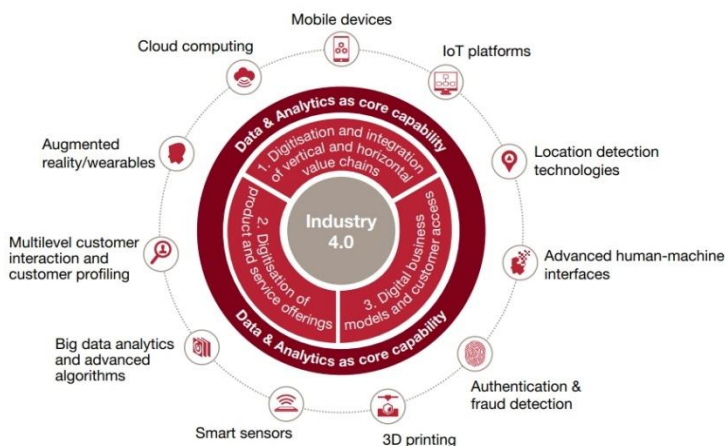 Mobile devices
Cloud computing
IoT platforms
Augmented
reality/wearables
Location detection
technologies
Multilevel customer
interaction and
customer profiling
Advanced human-machine
interfaces
Big data analytics
and advanced
algorithms
Authentication &
fraud detection
Smart sensors
3D printing
Data & Analytics as core capability
1. Digitisation and integration
of vertical and horizontal
value chains
2. Digitisation of
product and service offerings
3. Digital business
models and customer access
Industry
4.0
Data & Analytics as core capability